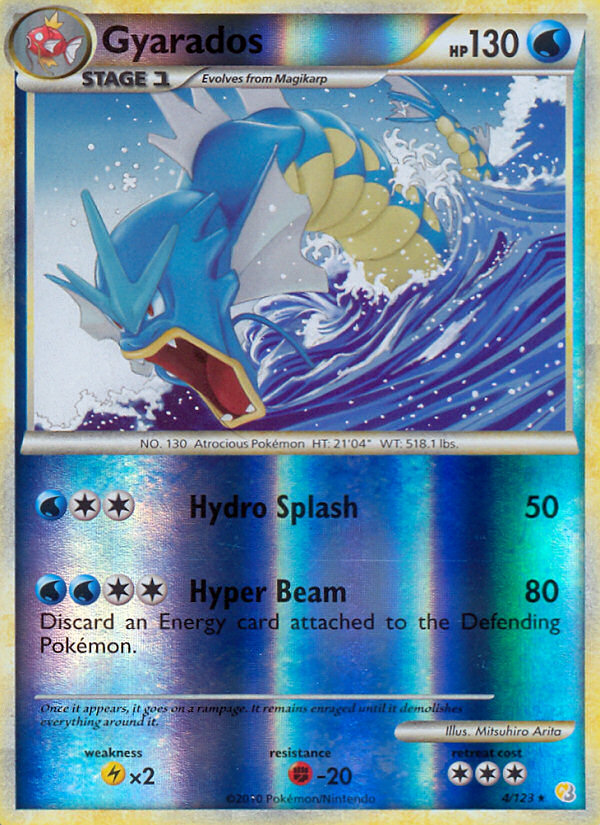 Gyarados
HP130
STAGE 1
Evolves from Magikarp
NO. 130 Atrocious Pokémon HT: 21'04" WT: 518.1 lbs.
Hydro Splash 50
Hyper Beam 80
Discard an Energy card attached to the Defending
Pokémon.
Once it appears, it goes on a rampage. It remains enraged until it demolishes
everything around it.
Illus. Mitsuhiro Arita
weakness resistance retreat cost
×2 -20
©2010 Pokémon/Nintendo 4/123 ★